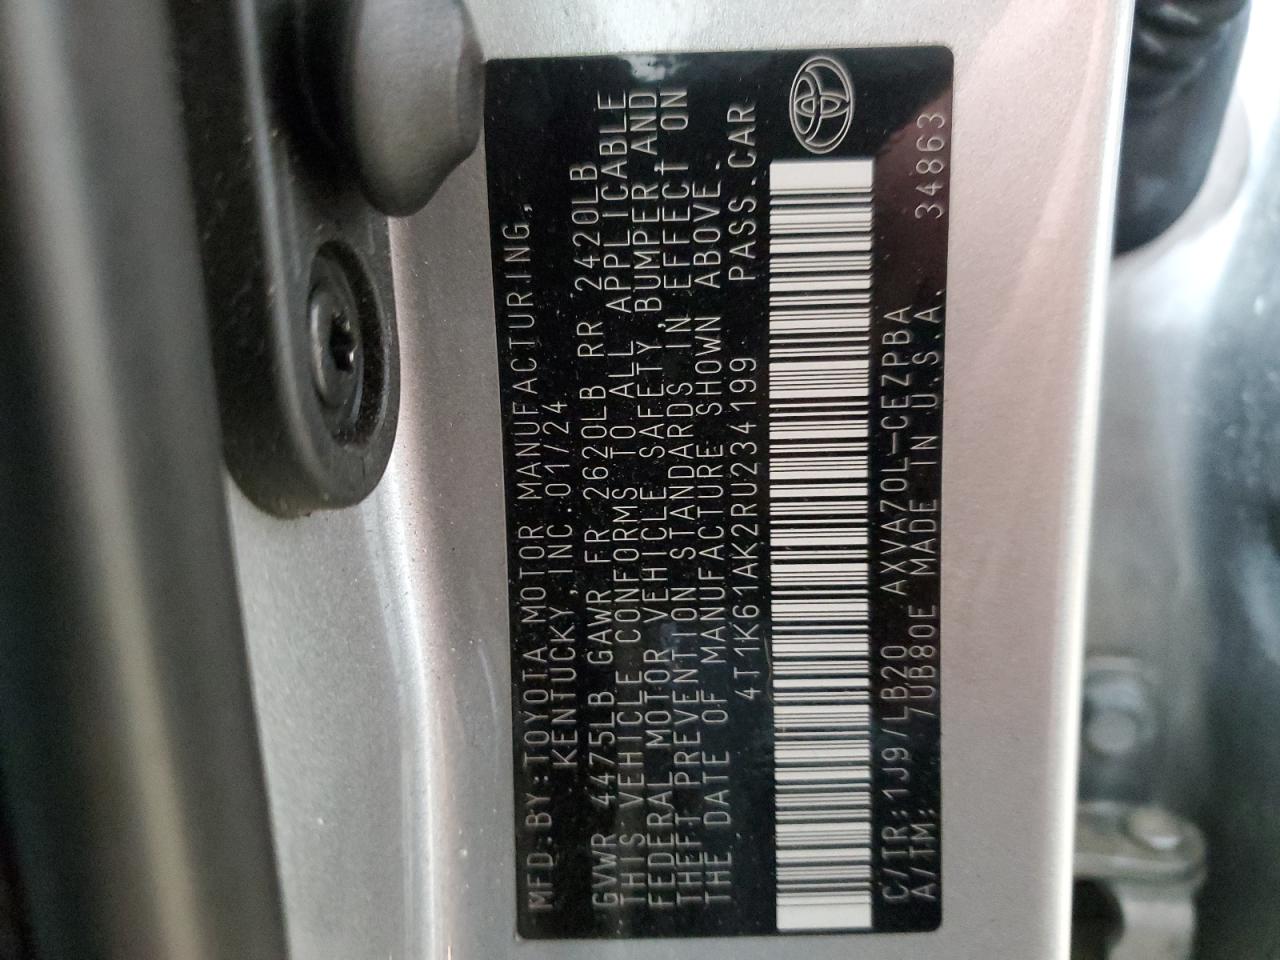 MFD.BY:TOYOTA MOTOR MANUFACTURING,
KENTUCKY,INC 01/24
GVWR 4475LB GAWR FR 2620LB RR 2420LB
THIS VEHICLE CONFORMS TO ALL APPLICABLE
FEDERAL MOTOR VEHICLE SAFETY,BUMPER,AND
THEFT PREVENTION STANDARDS IN EFFECT ON
THE DATE OF MANUFACTURE SHOWN ABOVE.
4T1K61AK2RU234199 PASS.CAR
C/TR:1J9/LB20 AXVA70L-CEZPBA
A/TM: /UB80E MADE IN U.S.A. 34863